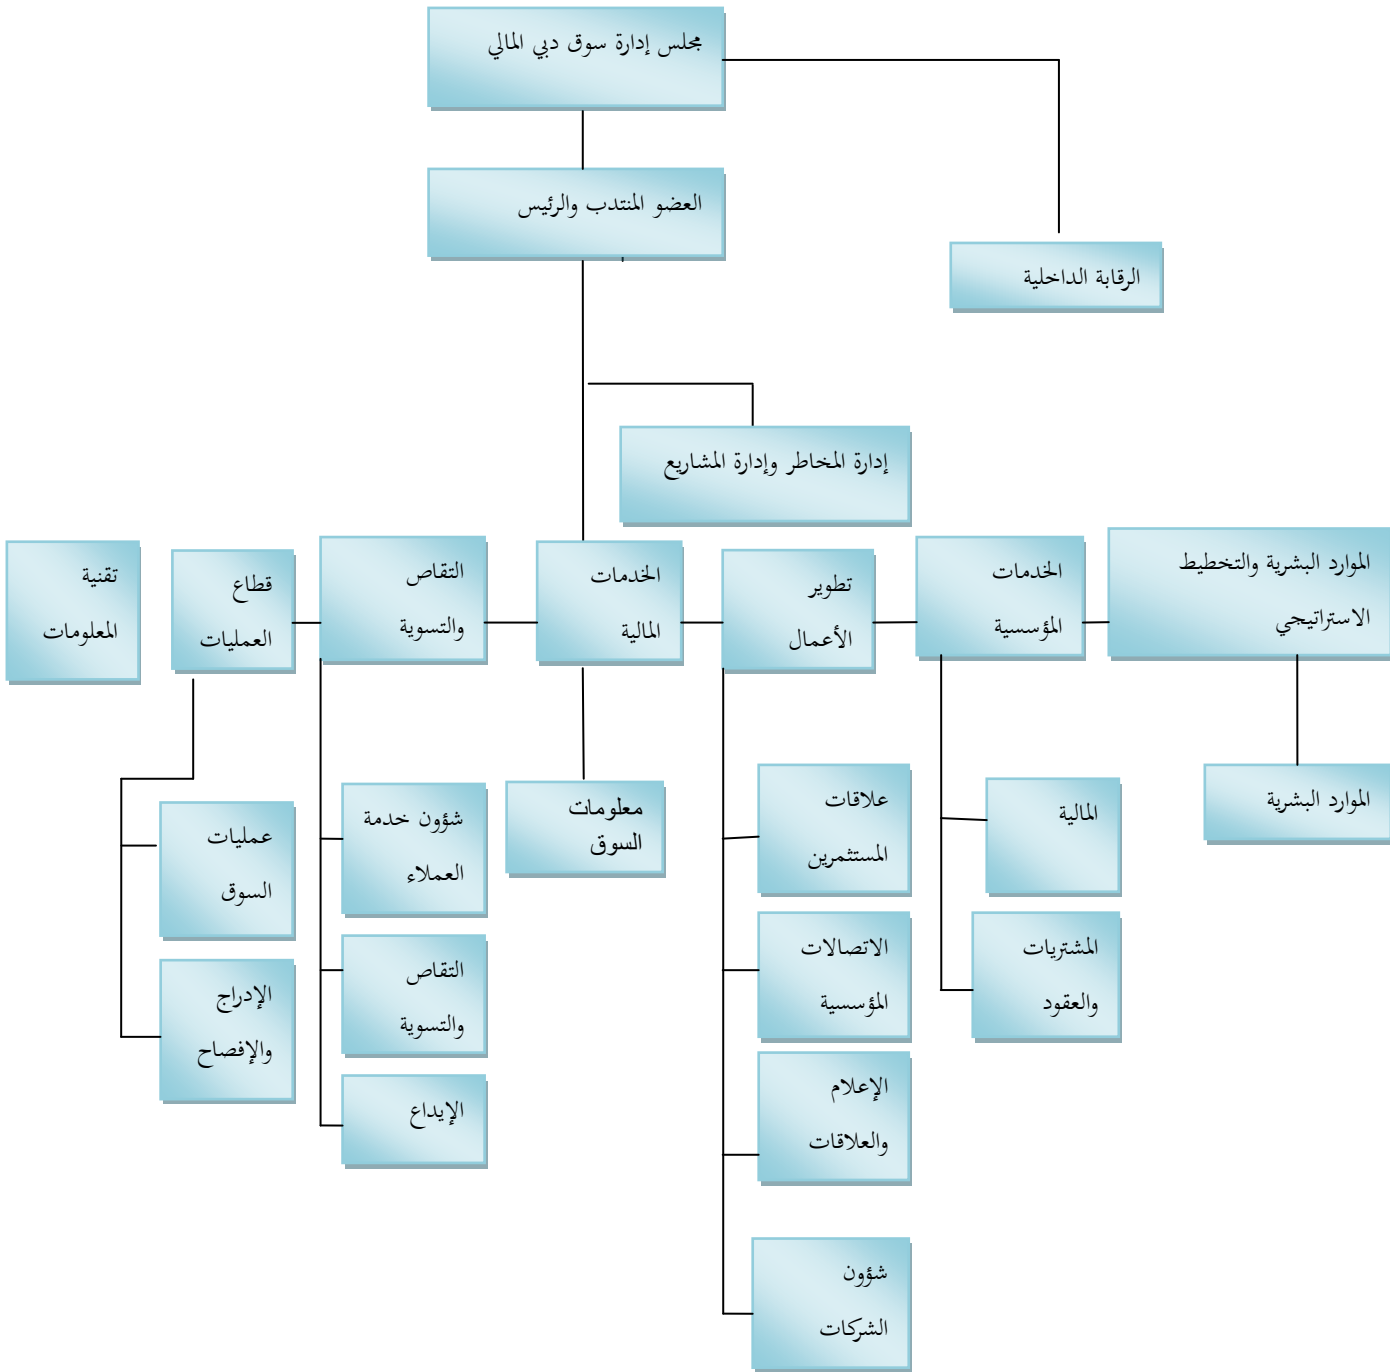 مجلس إدارة سوق دبي المالي
العضو المنتدب والرئيس
الرقابة الداخلية
إدارة المخاطر وإدارة المشاريع
الموارد البشرية والتخطيط
الاستراتيجي
الخدمات
المؤسسية
تطوير
الأعمال
الخدمات
المالية
التقاص
والتسوية
قطاع
العمليات
تقنية
المعلومات
الموارد البشرية
المالية
المشتريات
والعقود
علاقات
المستثمرين
الاتصالات
المؤسسية
الإعلام
والعلاقات
شؤون
الشركات
معلومات
السوق
شؤون خدمة
العملاء
التقاص
والتسوية
الإيداع
عمليات
السوق
الإدراج
والإفصاح